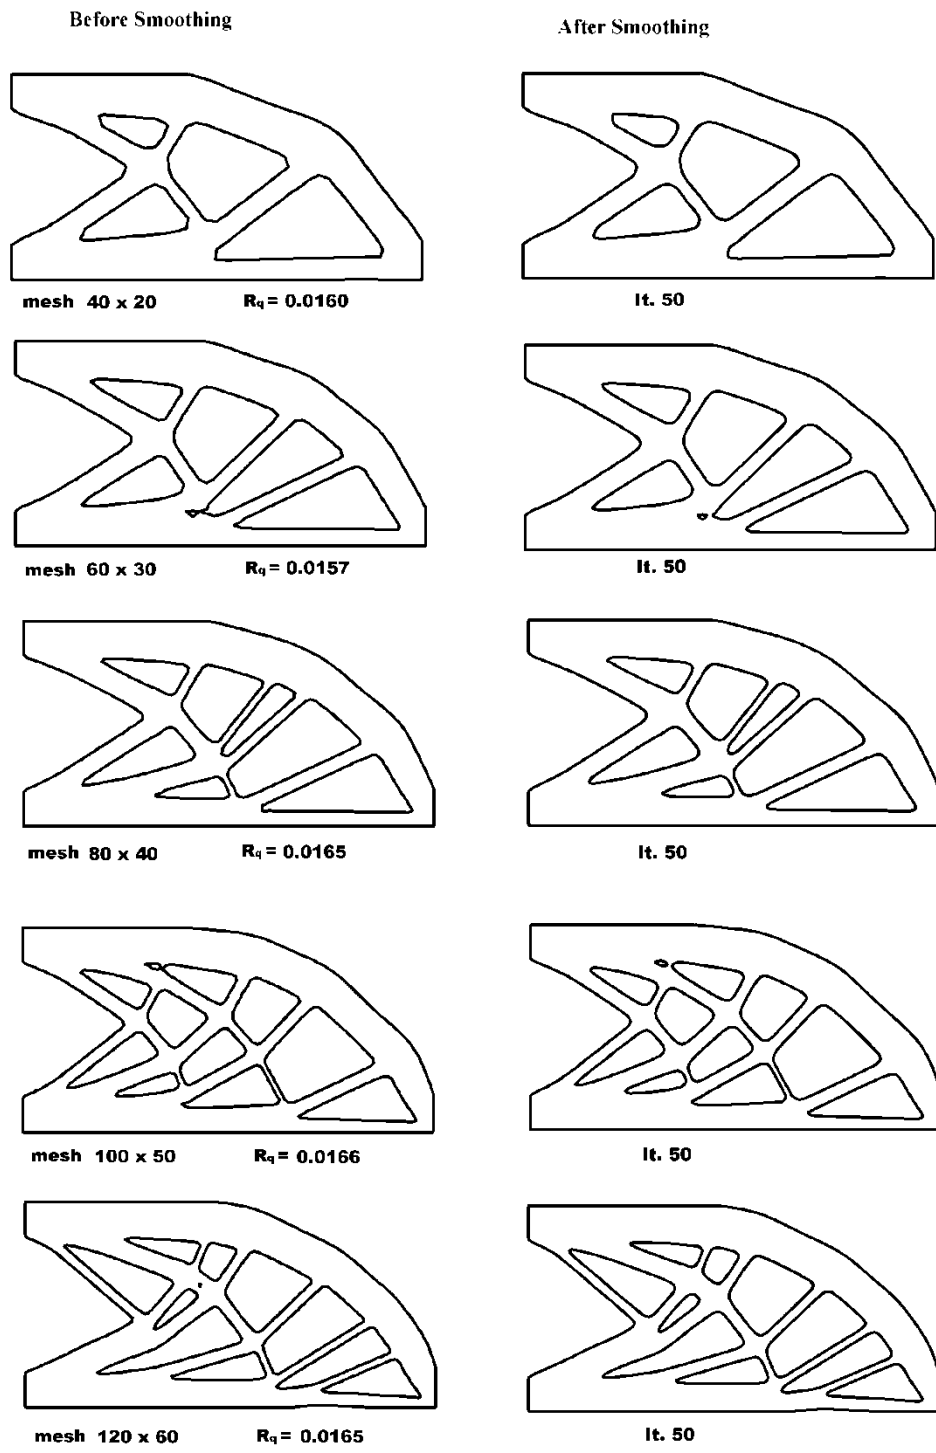 Before Smoothing
After Smoothing
mesh 40 x 20 Rq = 0.0160
It. 50
mesh 60 x 30 Rq = 0.0157
It. 50
mesh 80 x 40 Rq = 0.0165
It. 50
mesh 100 x 50 Rq = 0.0166
It. 50
mesh 120 x 60 Rq = 0.0165
It. 50